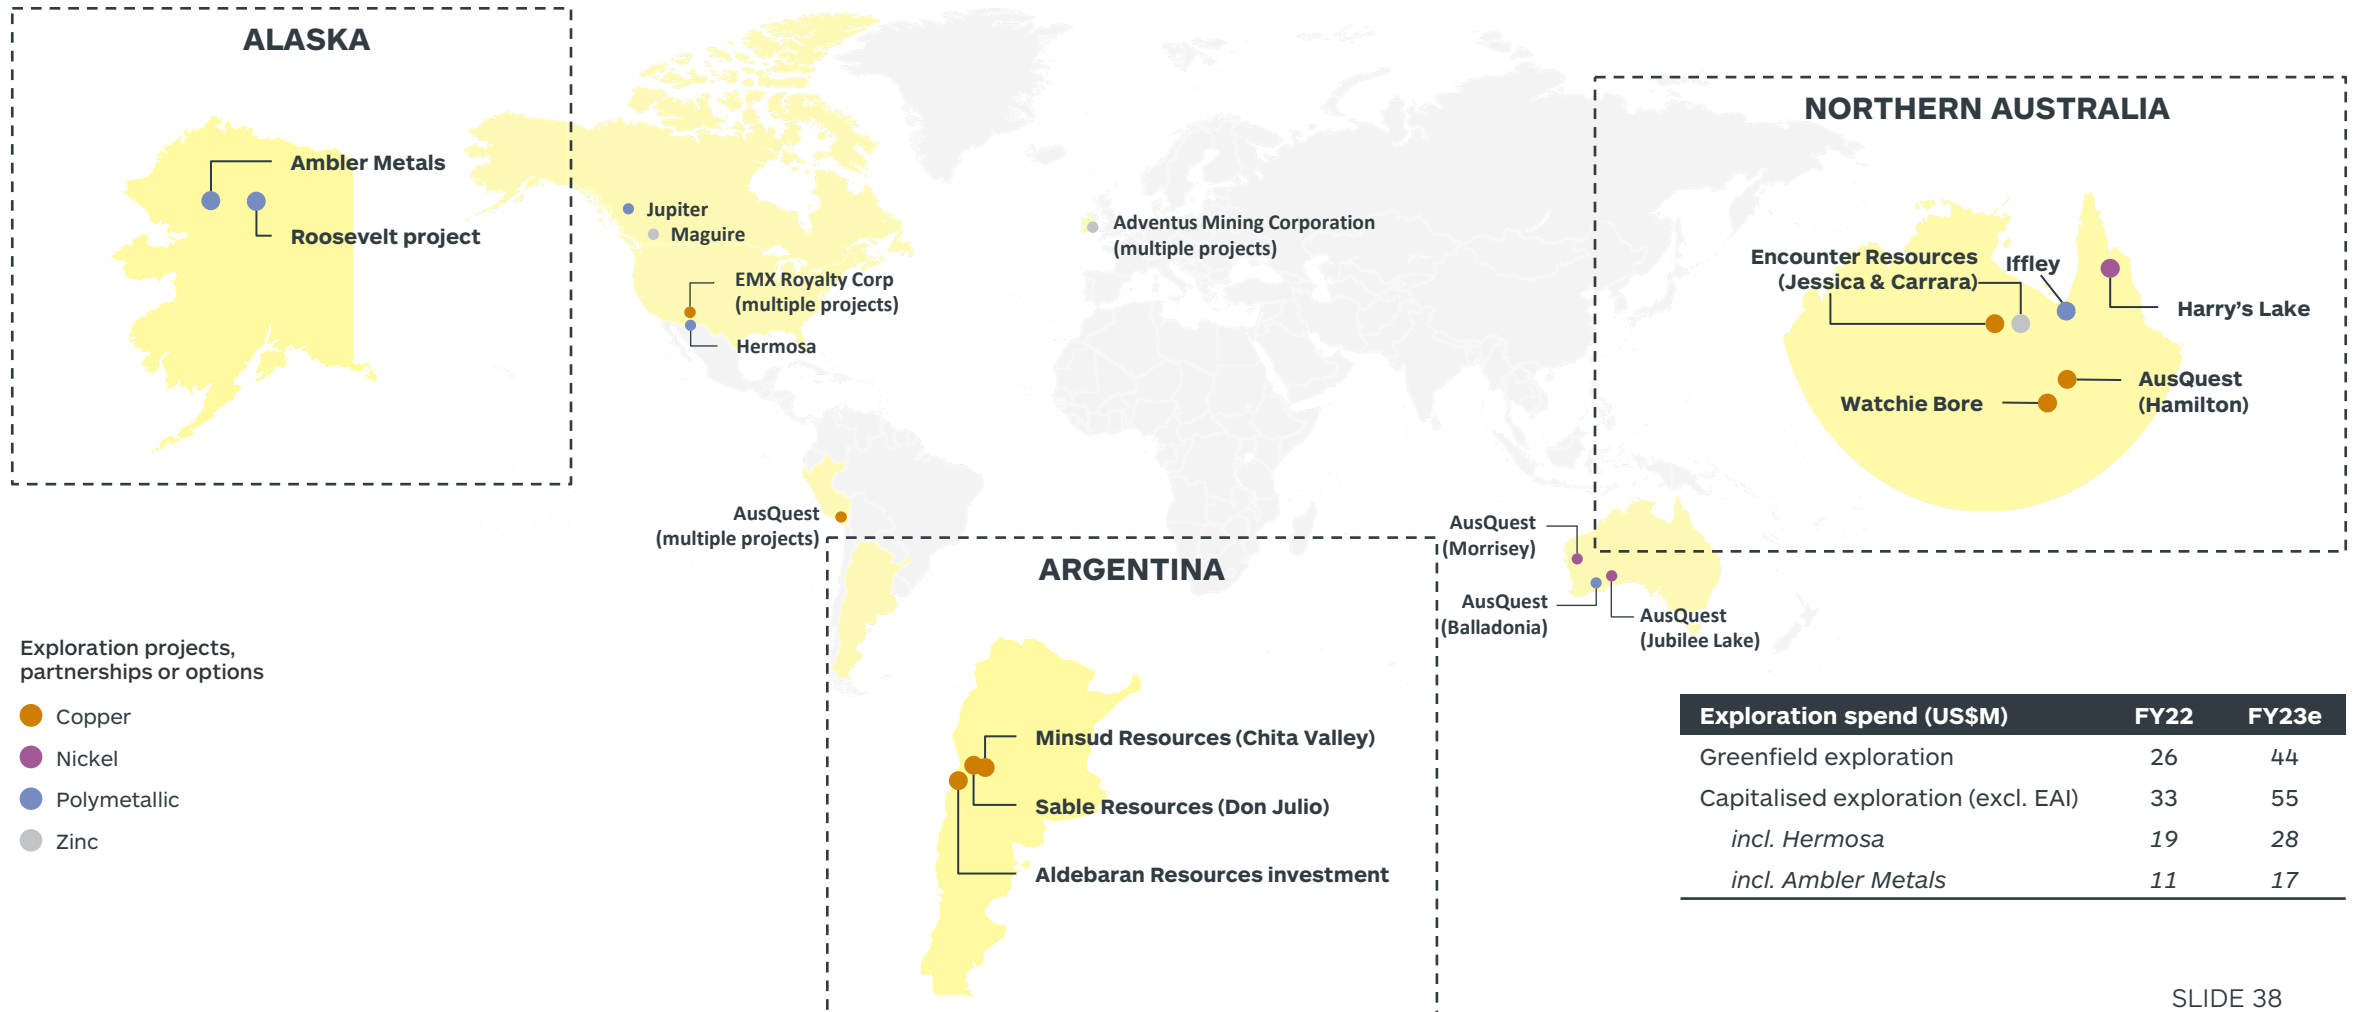 ALASKA
Ambler Metals
Roosevelt project
Jupiter
Maguire
EMX Royalty Corp
(multiple projects)
Hermosa
Adventus Mining Corporation
(multiple projects)
NORTHERN AUSTRALIA
Encounter Resources
(Jessica & Carrara)
Iffley
Harry's Lake
AusQuest
(Hamilton)
Watchie Bore
AusQuest
(multiple projects)
AusQuest
(Morrisey)
AusQuest
(Balladonia)
AusQuest
(Jubilee Lake)
ARGENTINA
Minsud Resources (Chita Valley)
Sable Resources (Don Julio)
Aldebaran Resources investment
Exploration projects,
partnerships or options
Copper
Nickel
Polymetallic
Zinc
Exploration spend (US$M) FY22 FY23e
Greenfield exploration 26 44
Capitalised exploration (excl. EAI) 33 55
incl. Hermosa 19 28
incl. Ambler Metals 11 17
SLIDE 38